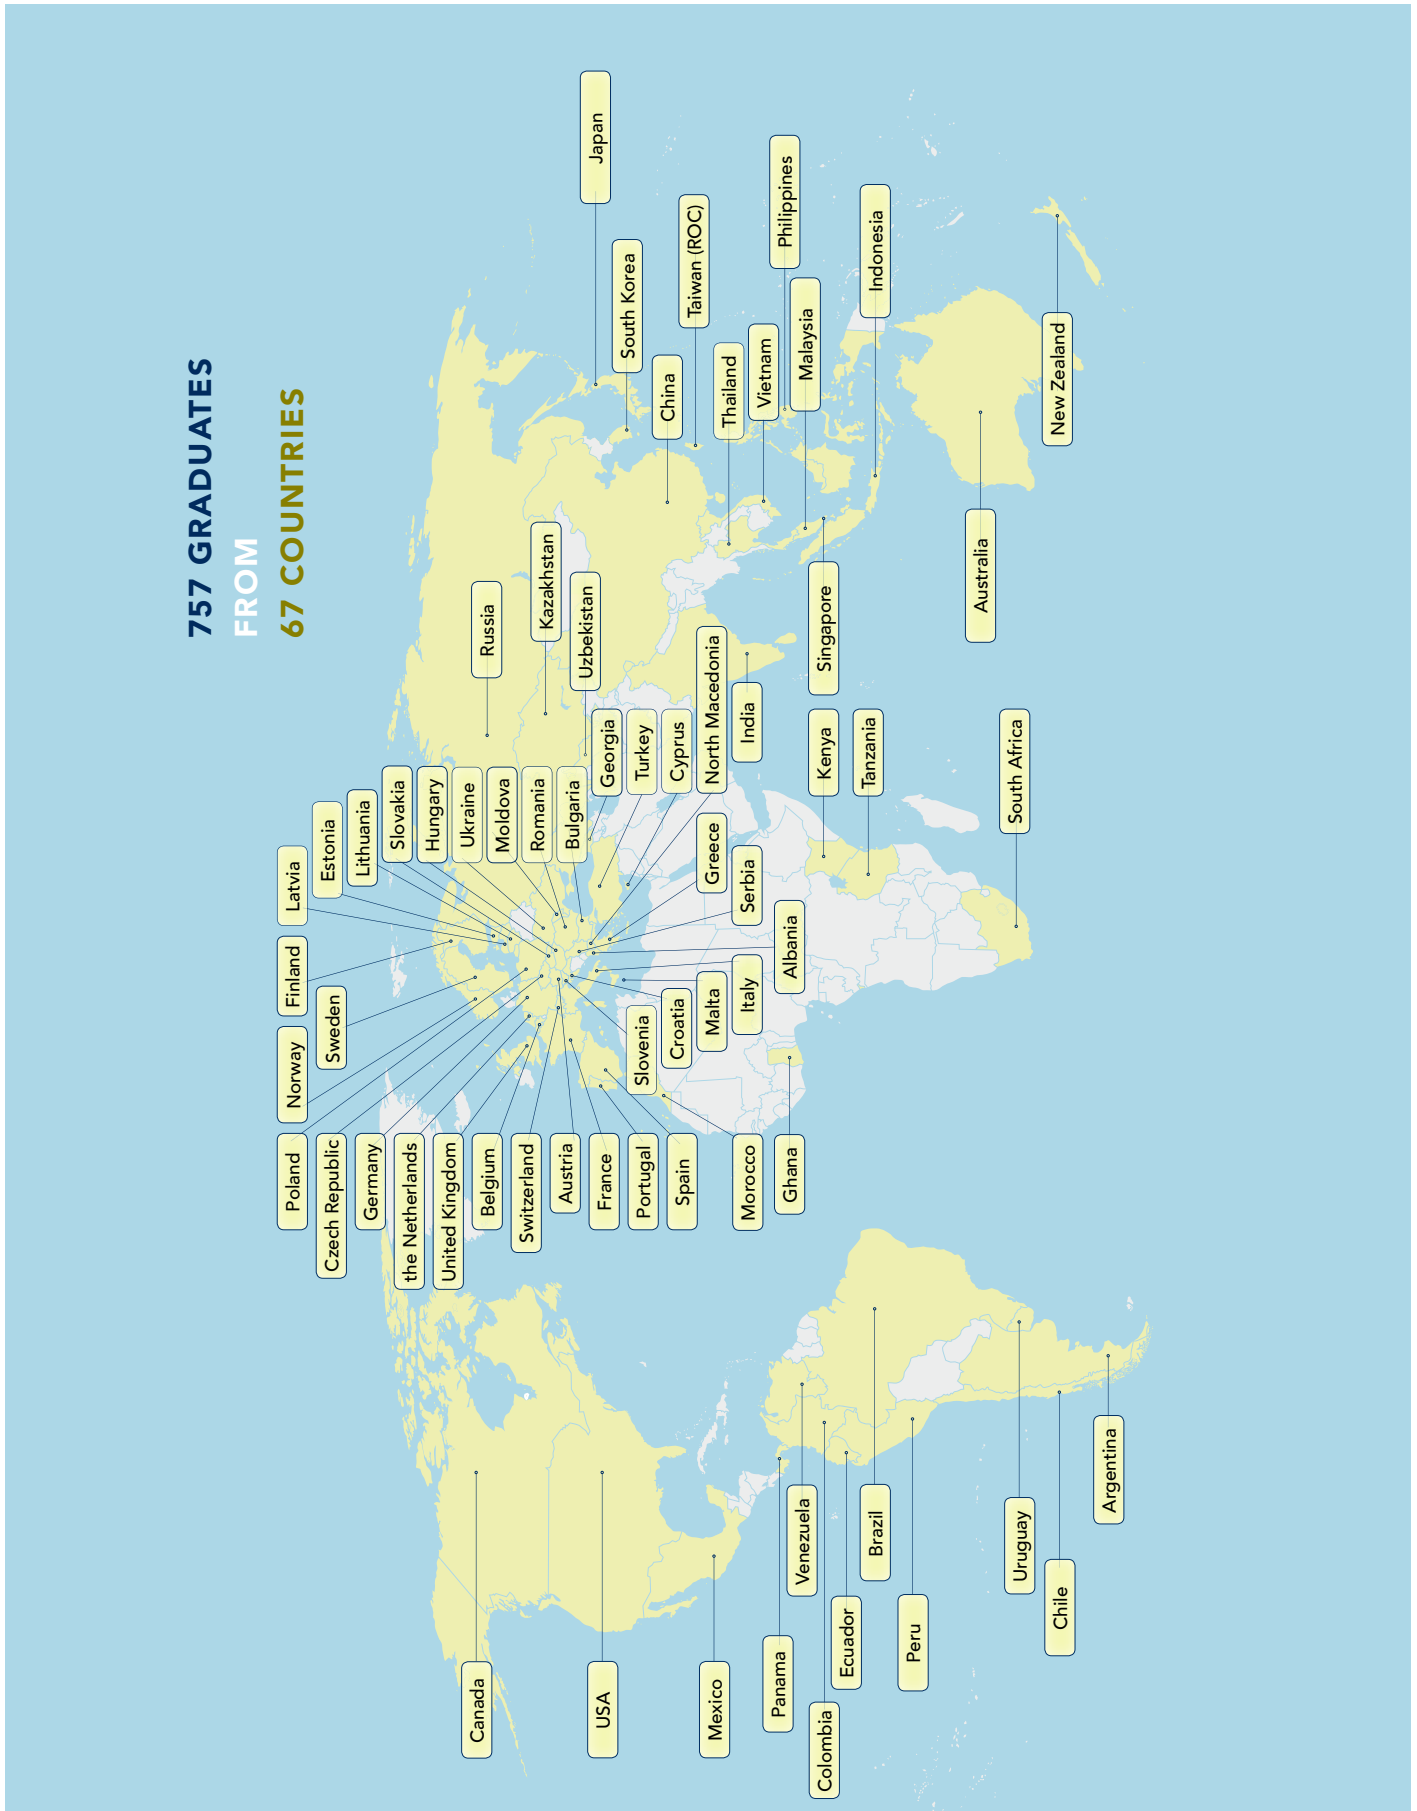 757 GRADUATES
FROM
67 COUNTRIES
Canada
USA
Mexico
Panama
Venezuela
Colombia
Ecuador
Brazil
Peru
Uruguay
Chile
Argentina
Poland
Czech Republic
Germany
the Netherlands
United Kingdom
Belgium
Switzerland
Austria
France
Portugal
Spain
Morocco
Ghana
Norway
Sweden
Finland
Latvia
Estonia
Lithuania
Slovakia
Hungary
Ukraine
Moldova
Romania
Bulgaria
Georgia
Turkey
Cyprus
North Macedonia
Greece
Serbia
Albania
Italy
Malta
Croatia
Slovenia
Russia
Kazakhstan
Uzbekistan
India
Kenya
Tanzania
South Africa
Japan
South Korea
China
Taiwan (ROC)
Thailand
Vietnam
Philippines
Malaysia
Singapore
Indonesia
Australia
New Zealand